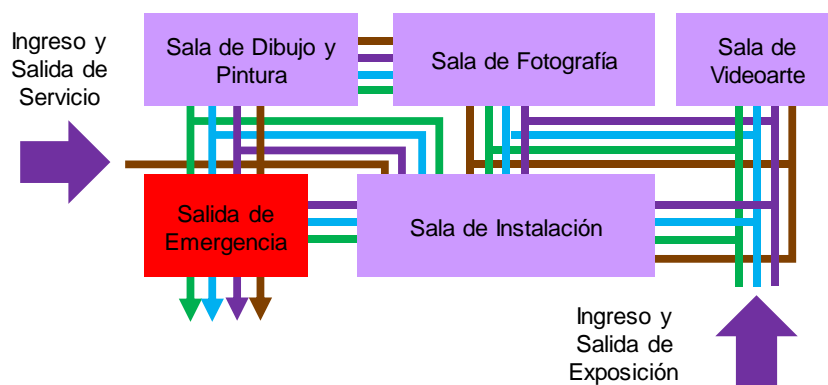 Ingreso y
Salida de
Servicio
Sala de Dibujo y
Pintura
Sala de Fotografía
Sala de
Videoarte
Salida de
Emergencia
Sala de Instalación
Ingreso y
Salida de
Exposición